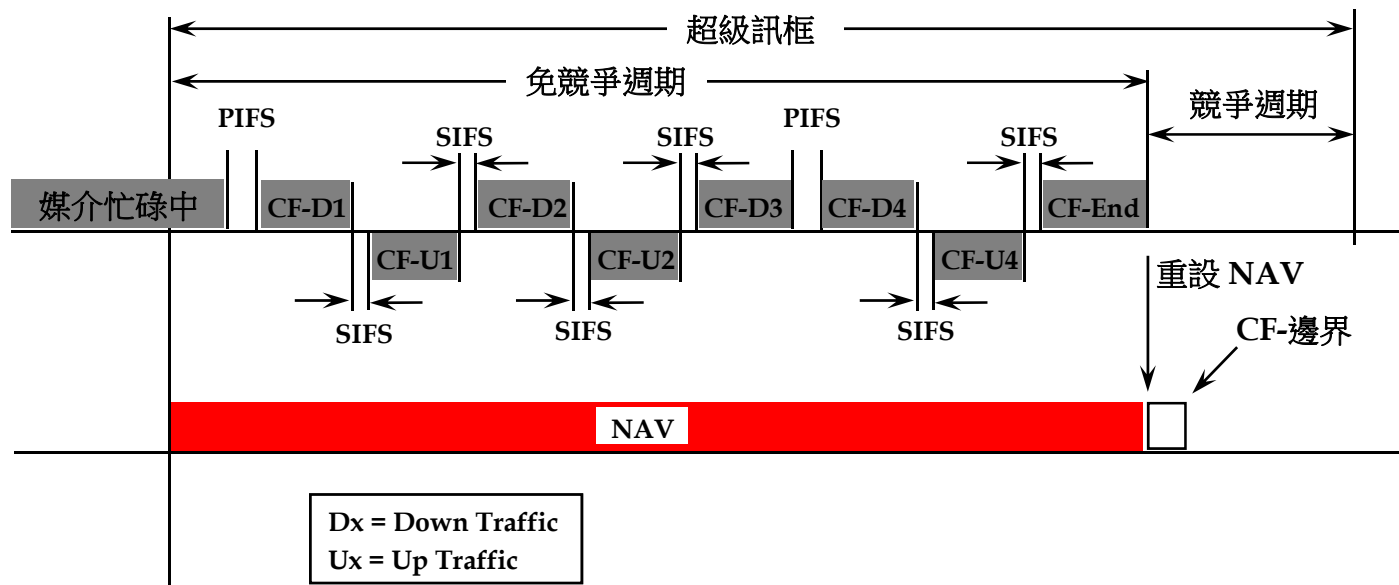 超級訊框
免競爭週期
競爭週期
PIFS
SIFS
SIFS
PIFS
SIFS
媒介忙碌中
CF-D1
CF-D2
CF-D3
CF-D4
CF-End
CF-U1
CF-U2
CF-U4
SIFS
SIFS
SIFS
重設 NAV
CF-邊界
NAV
Dx = Down Traffic
Ux = Up Traffic